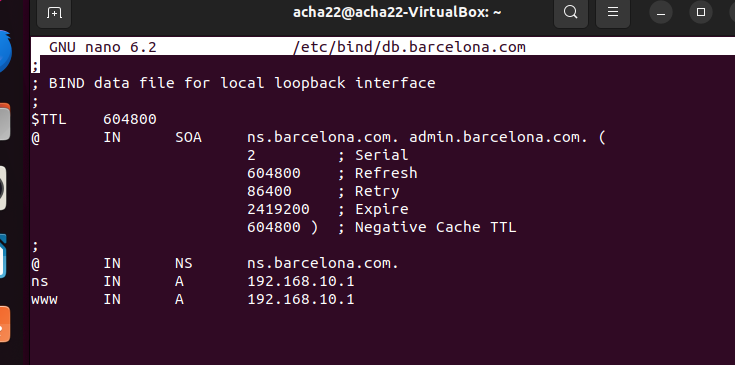 acha22@acha22-VirtualBox: ~
GNU nano 6.2 /etc/bind/db.barcelona.com
;
; BIND data file for local loopback interface
;
$TTL 604800
@ IN SOA ns.barcelona.com. admin.barcelona.com. (
2 ; Serial
604800 ; Refresh
86400 ; Retry
2419200 ; Expire
604800 ) ; Negative Cache TTL
;
@ IN NS ns.barcelona.com.
ns IN A 192.168.10.1
www IN A 192.168.10.1